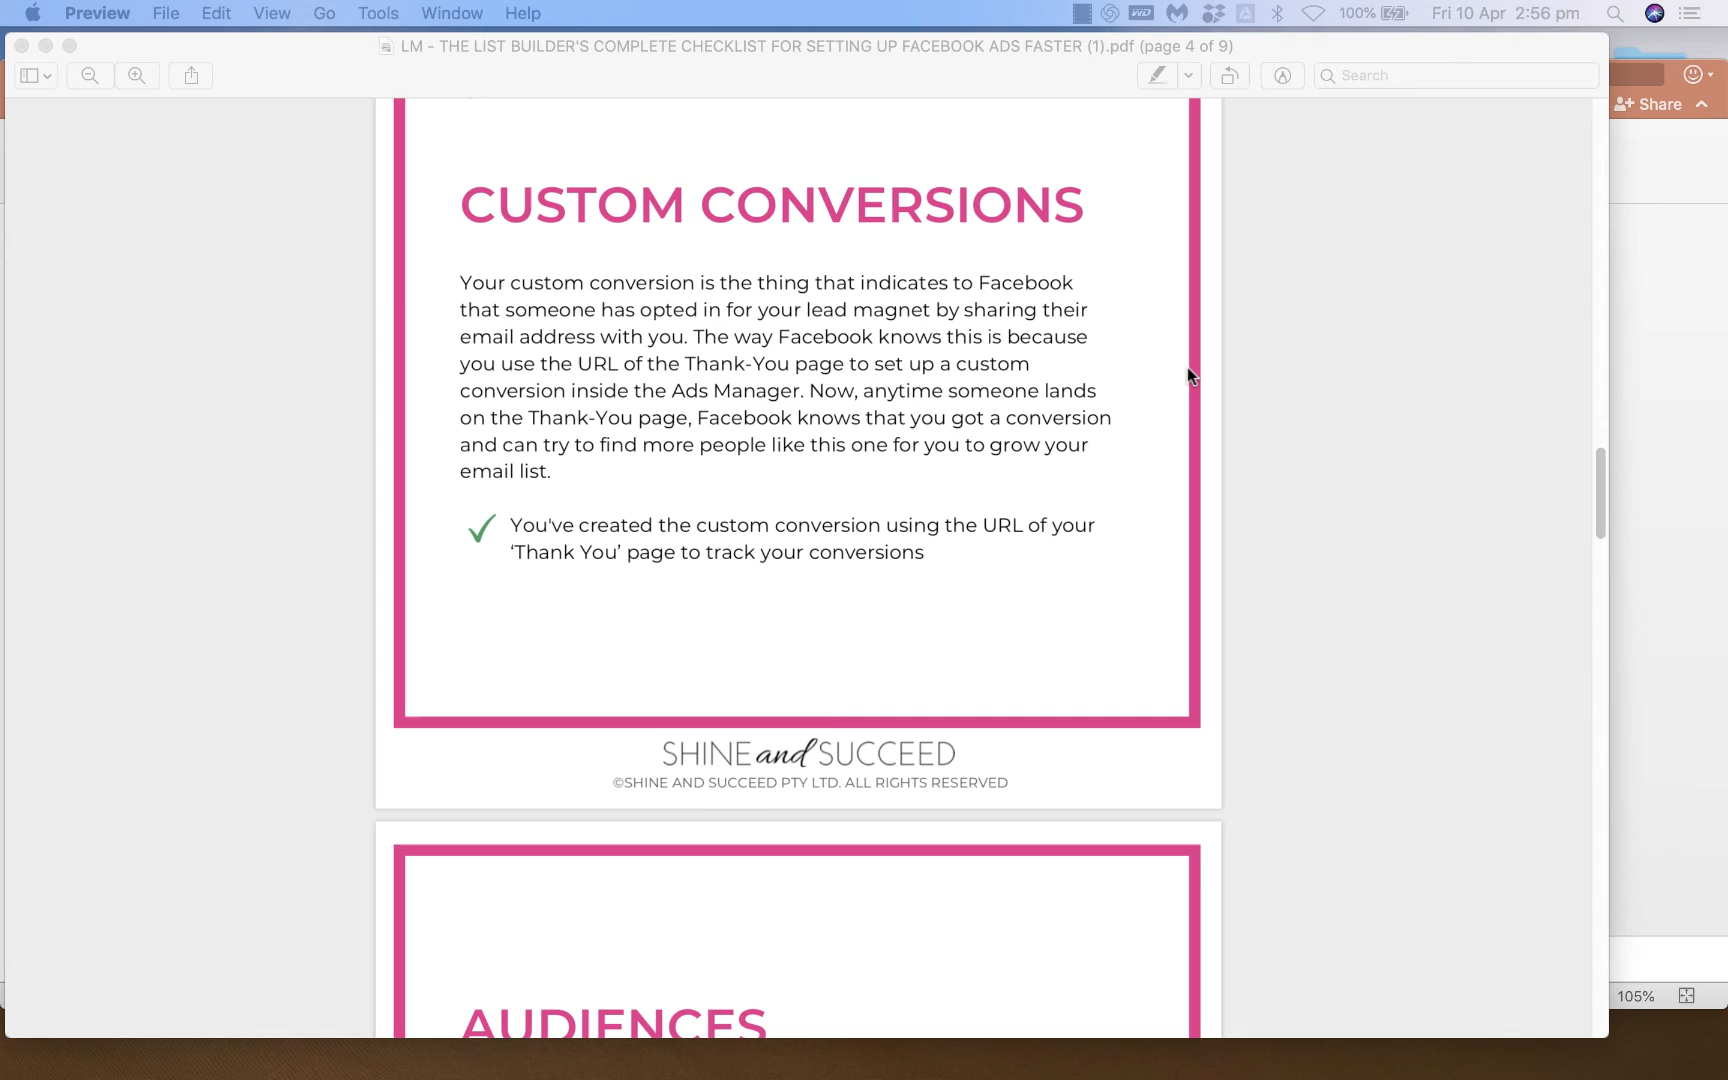 Preview File Edit View Go Tools Window Help
WD 100% Fri 10 Apr 2:56 pm
LM - THE LIST BUILDER'S COMPLETE CHECKLIST FOR SETTING UP FACEBOOK ADS FASTER (1).pdf (page 4 of 9)
Search
Share
CUSTOM CONVERSIONS
Your custom conversion is the thing that indicates to Facebook
that someone has opted in for your lead magnet by sharing their
email address with you. The way Facebook knows this is because
you use the URL of the Thank-You page to set up a custom
conversion inside the Ads Manager. Now, anytime someone lands
on the Thank-You page, Facebook knows that you got a conversion
and can try to find more people like this one for you to grow your
email list.
You've created the custom conversion using the URL of your
‘Thank You’ page to track your conversions
SHINE and SUCCEED
©SHINE AND SUCCEED PTY LTD. ALL RIGHTS RESERVED
AUDIENCES
105%